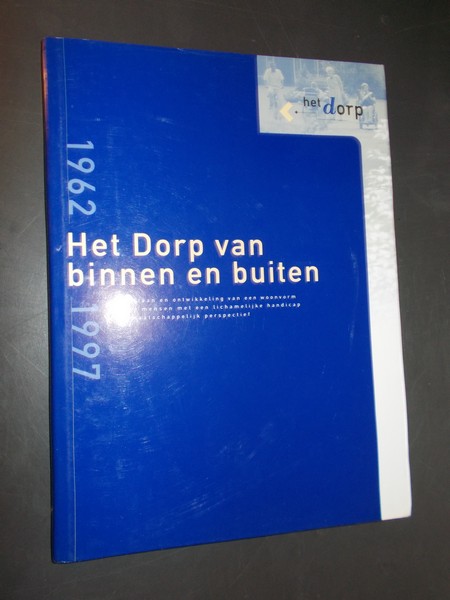 het dorp
1962
Het Dorp van
binnen en buiten
en ontwikkeling van een woonvorm
mensen met een lichamelijke handicap
perspectief
1997